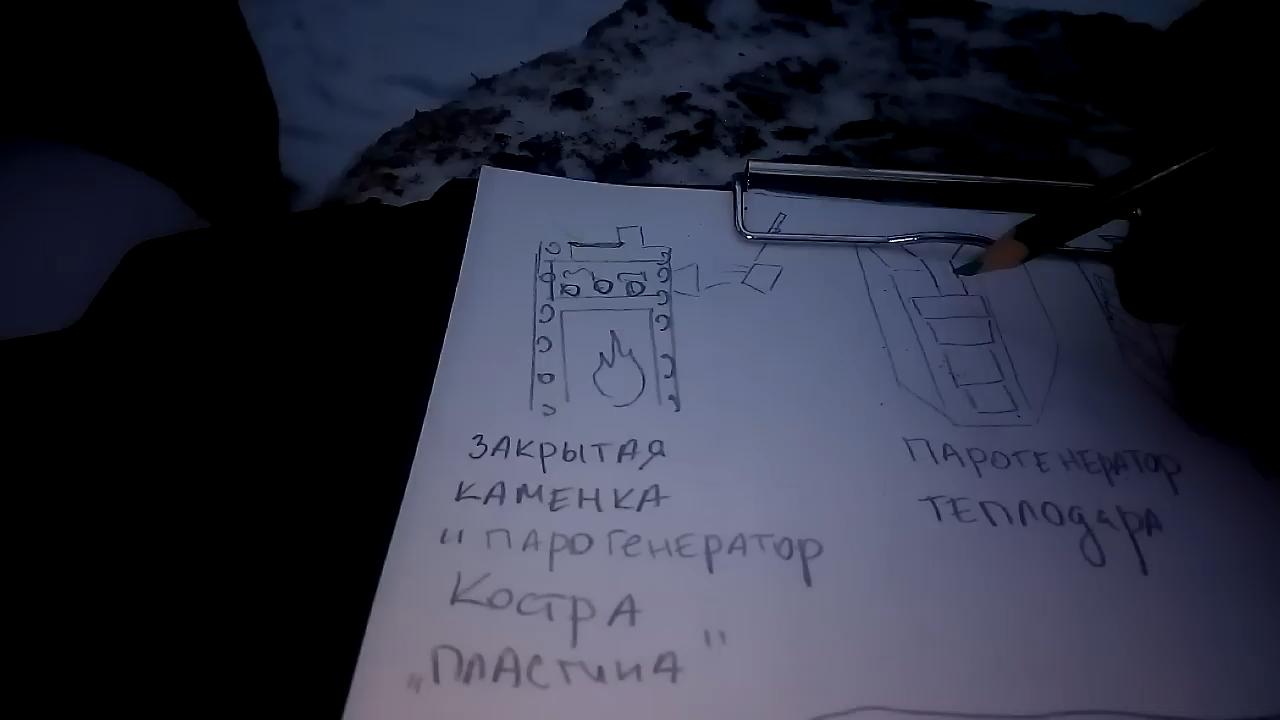 ЗАКРЫТАЯ
КАМЕНКА
“ ПАРОГЕНЕРАТОР
КОСТРА
„ПЛАСТИНА”
ПАРОГЕНЕРАТОР
ТЕПЛОДАРА